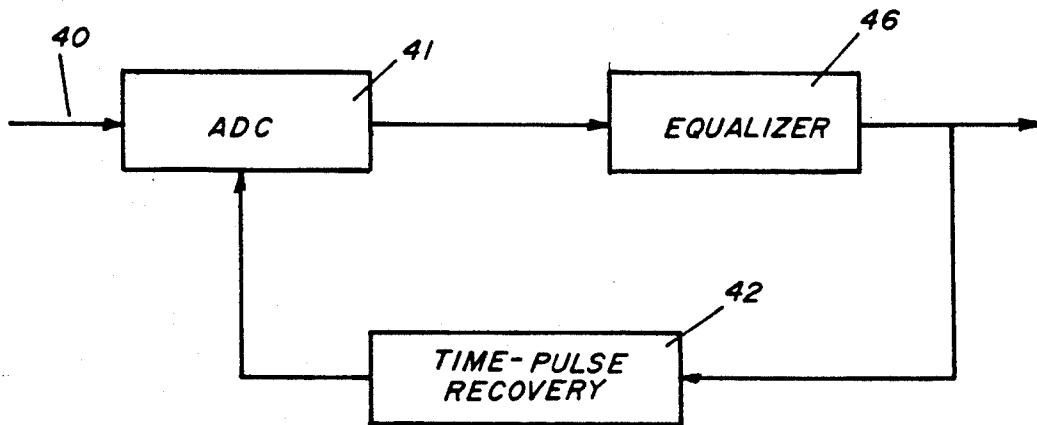 40
41
46
ADC
EQUALIZER
42
TIME-PULSE
RECOVERY